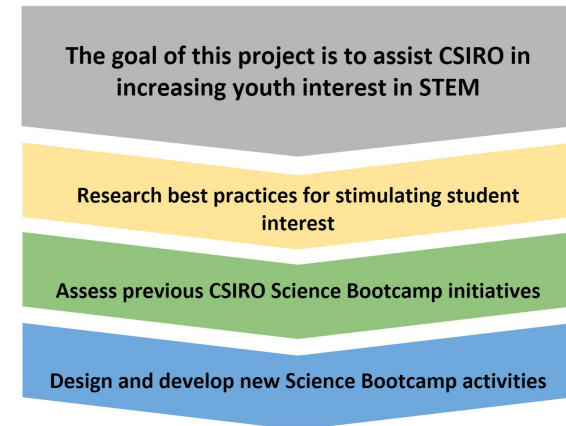 The goal of this project is to assist CSIRO in
increasing youth interest in STEM
Research best practices for stimulating student
interest
Assess previous CSIRO Science Bootcamp initiatives
Design and develop new Science Bootcamp activities